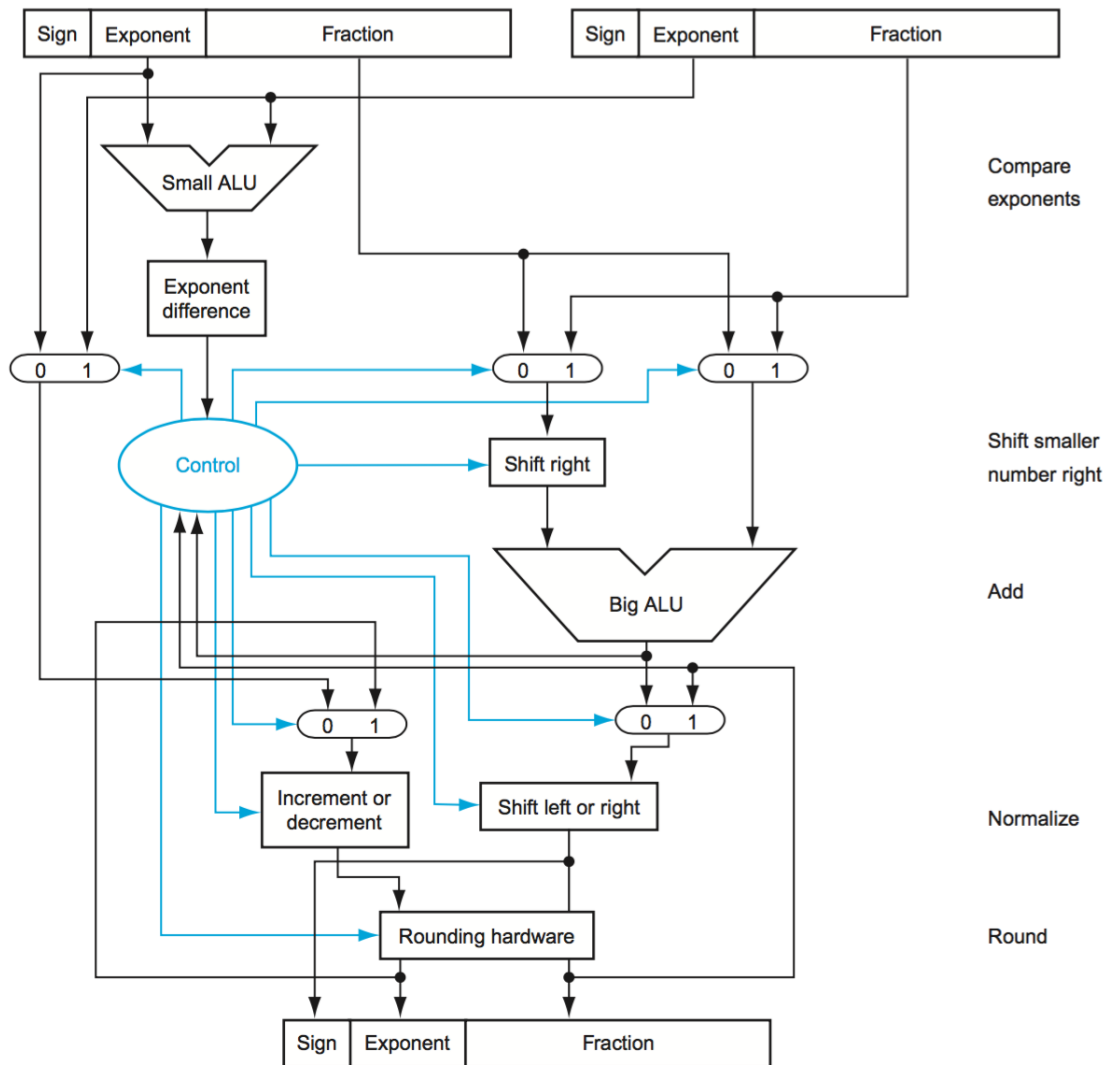 Sign Exponent Fraction Sign Exponent Fraction
Small ALU
Compare
exponents
Exponent
difference
0 1
0 1
0 1
Control
Shift right
Shift smaller
number right
Big ALU
Add
0 1
0 1
Increment or
decrement
Shift left or right
Normalize
Rounding hardware
Round
Sign Exponent Fraction